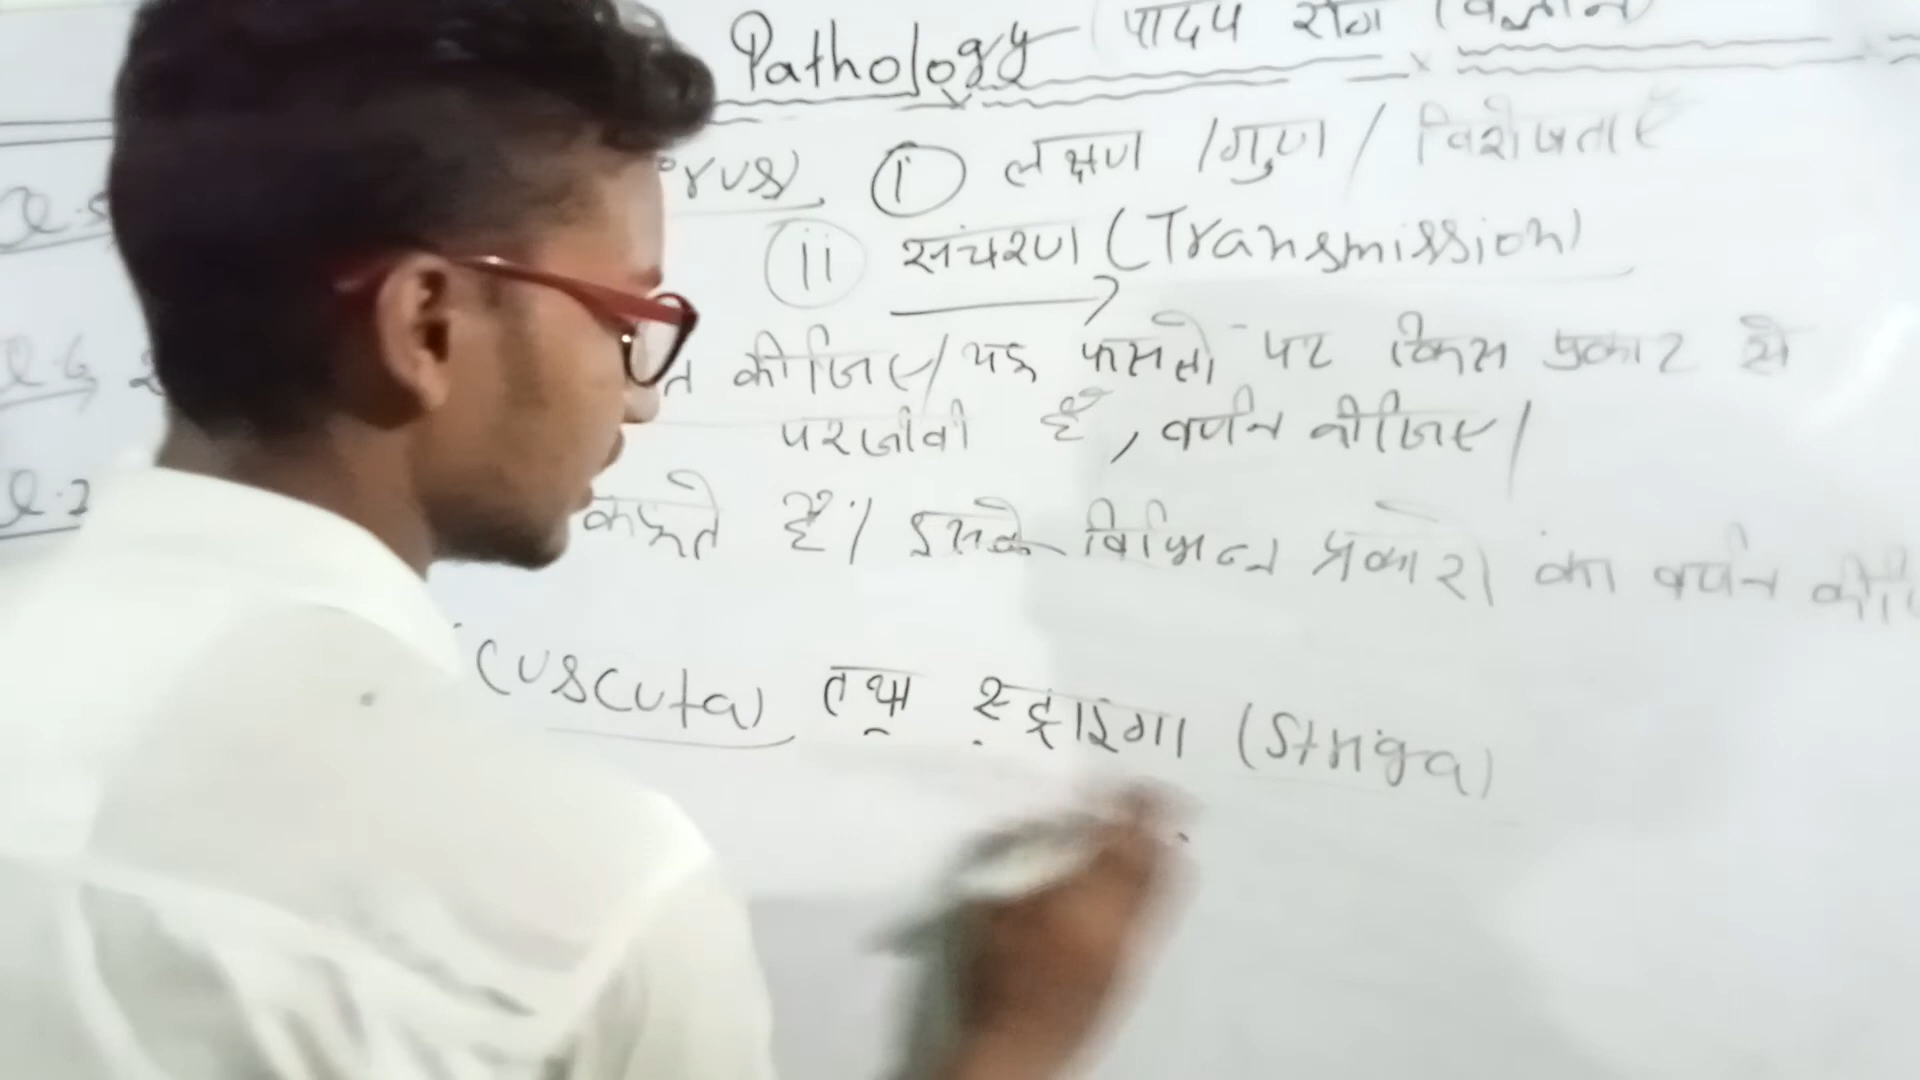 Pathology (पादप रोग विज्ञान)
rus) (i) लक्षण / गुण / विशेषताएँ
(ii) संचरण (Transmission)
कीजिए/यह फसलो पर किस प्रकार से
परजीवी है, वर्णन कीजिए/
कहते हैं। इसके विभिन्न प्रकारो का वर्णन
Cuscuta) तथा स्ट्राइगा (Striga)